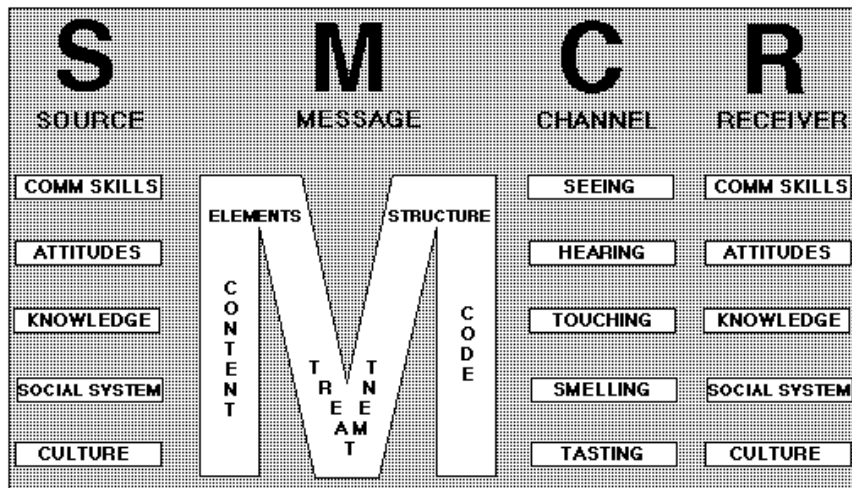 S M C R
SOURCE MESSAGE CHANNEL RECEIVER
COMM SKILLS
ATTITUDES
KNOWLEDGE
SOCIAL SYSTEM
CULTURE
ELEMENTS STRUCTURE
CONTENT
TREATMENT
CODE
SEEING
HEARING
TOUCHING
SMELLING
TASTING
COMM SKILLS
ATTITUDES
KNOWLEDGE
SOCIAL SYSTEM
CULTURE